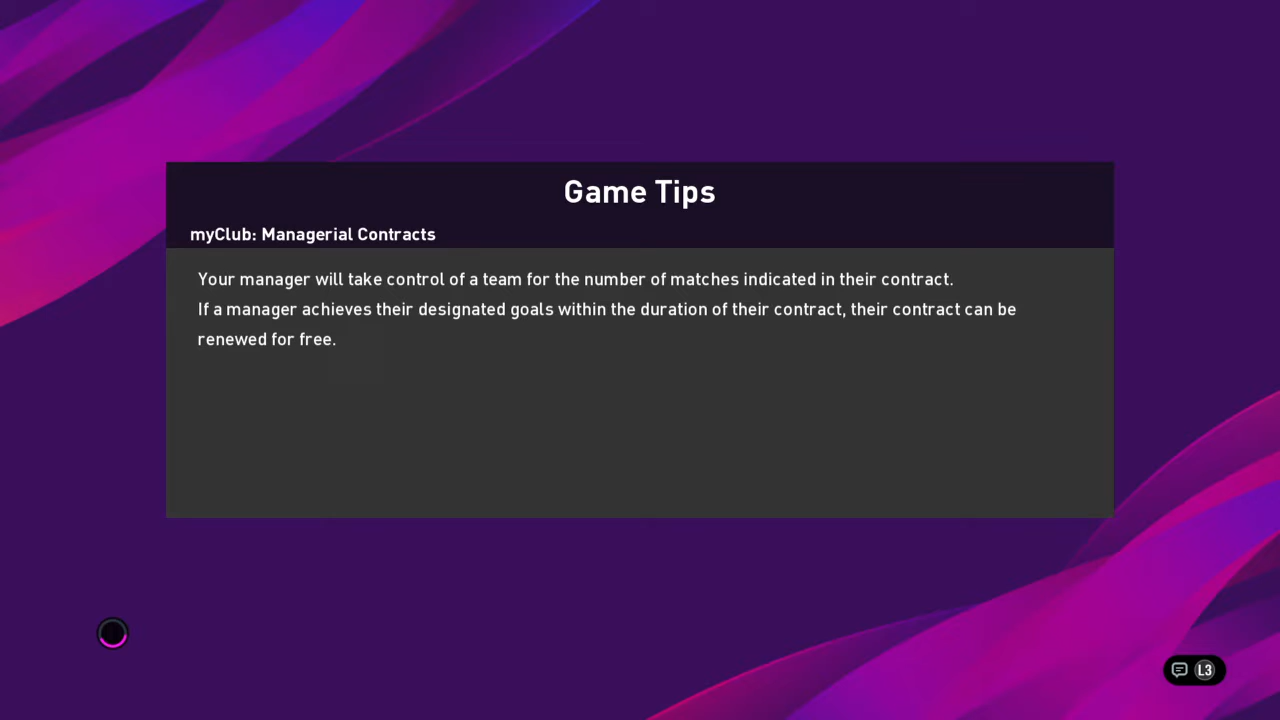 Game Tips
myClub: Managerial Contracts
Your manager will take control of a team for the number of matches indicated in their contract.
If a manager achieves their designated goals within the duration of their contract, their contract can be
renewed for free.
L3